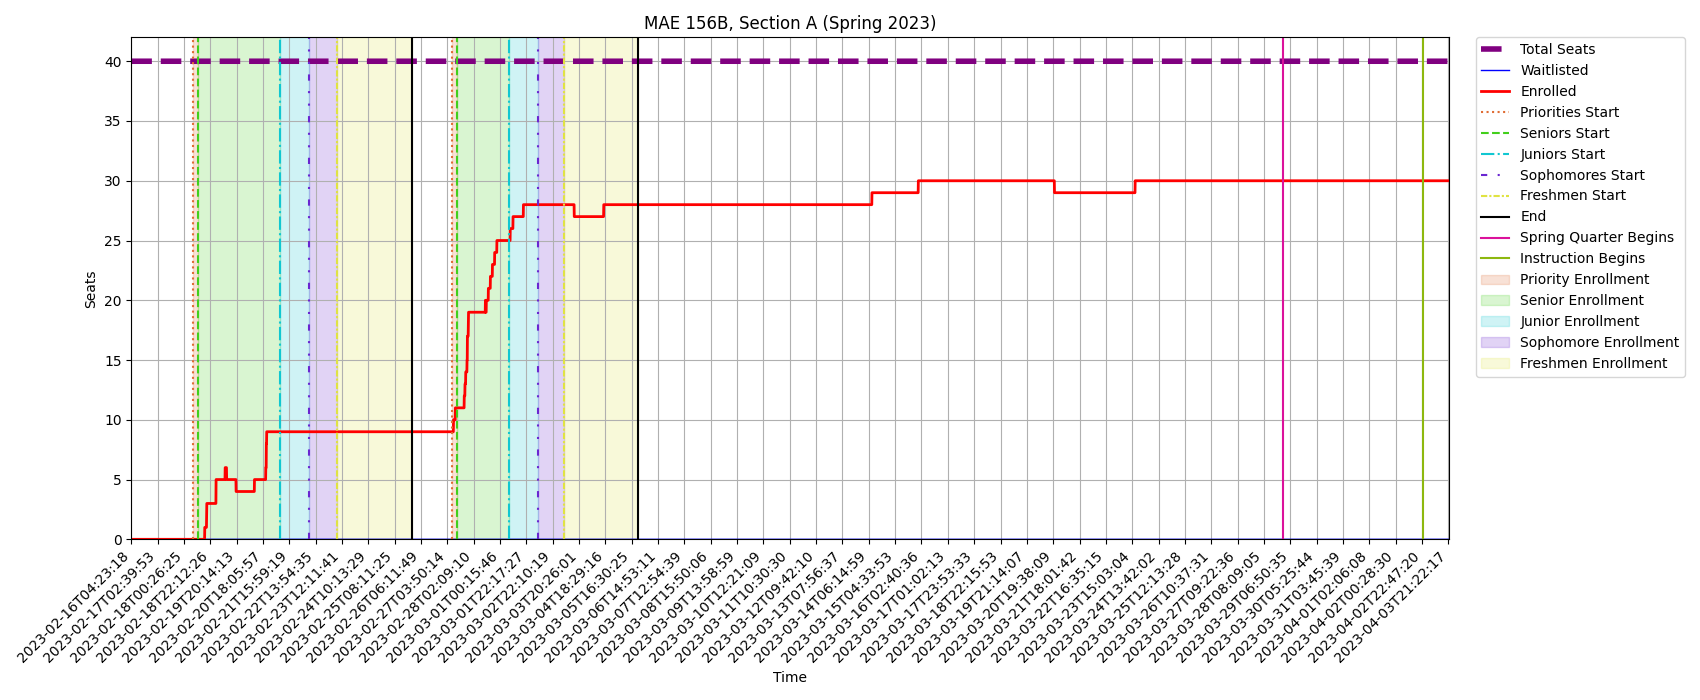 MAE 156B, Section A (Spring 2023)
Seats
40
35
30
25
20
15
10
5
0
2023-02-16T04:23:18
2023-02-17T02:39:53
2023-02-18T00:26:25
2023-02-18T22:12:26
2023-02-19T20:14:13
2023-02-20T18:05:57
2023-02-21T15:59:19
2023-02-22T13:54:35
2023-02-23T12:11:41
2023-02-24T10:13:29
2023-02-25T08:11:25
2023-02-26T06:11:49
2023-02-27T03:50:14
2023-02-28T02:09:10
2023-03-01T00:15:46
2023-03-01T22:17:27
2023-03-02T22:10:19
2023-03-03T20:26:01
2023-03-04T18:29:16
2023-03-05T16:30:25
2023-03-06T14:53:11
2023-03-07T12:54:39
2023-03-08T15:50:06
2023-03-09T13:58:59
2023-03-10T12:21:09
2023-03-11T10:30:30
2023-03-12T09:42:10
2023-03-13T07:56:37
2023-03-14T06:14:59
2023-03-15T04:33:53
2023-03-16T02:40:36
2023-03-17T01:02:13
2023-03-17T23:53:33
2023-03-18T22:15:53
2023-03-19T21:14:07
2023-03-20T19:38:09
2023-03-21T18:01:42
2023-03-22T16:35:15
2023-03-23T15:03:04
2023-03-24T13:42:02
2023-03-25T12:13:28
2023-03-26T10:37:31
2023-03-27T09:22:36
2023-03-28T08:09:05
2023-03-29T06:50:35
2023-03-30T05:25:44
2023-03-31T03:45:39
2023-04-01T02:06:08
2023-04-02T00:28:30
2023-04-02T22:47:20
2023-04-03T21:22:17
Time
Total Seats
Waitlisted
Enrolled
Priorities Start
Seniors Start
Juniors Start
Sophomores Start
Freshmen Start
End
Spring Quarter Begins
Instruction Begins
Priority Enrollment
Senior Enrollment
Junior Enrollment
Sophomore Enrollment
Freshmen Enrollment